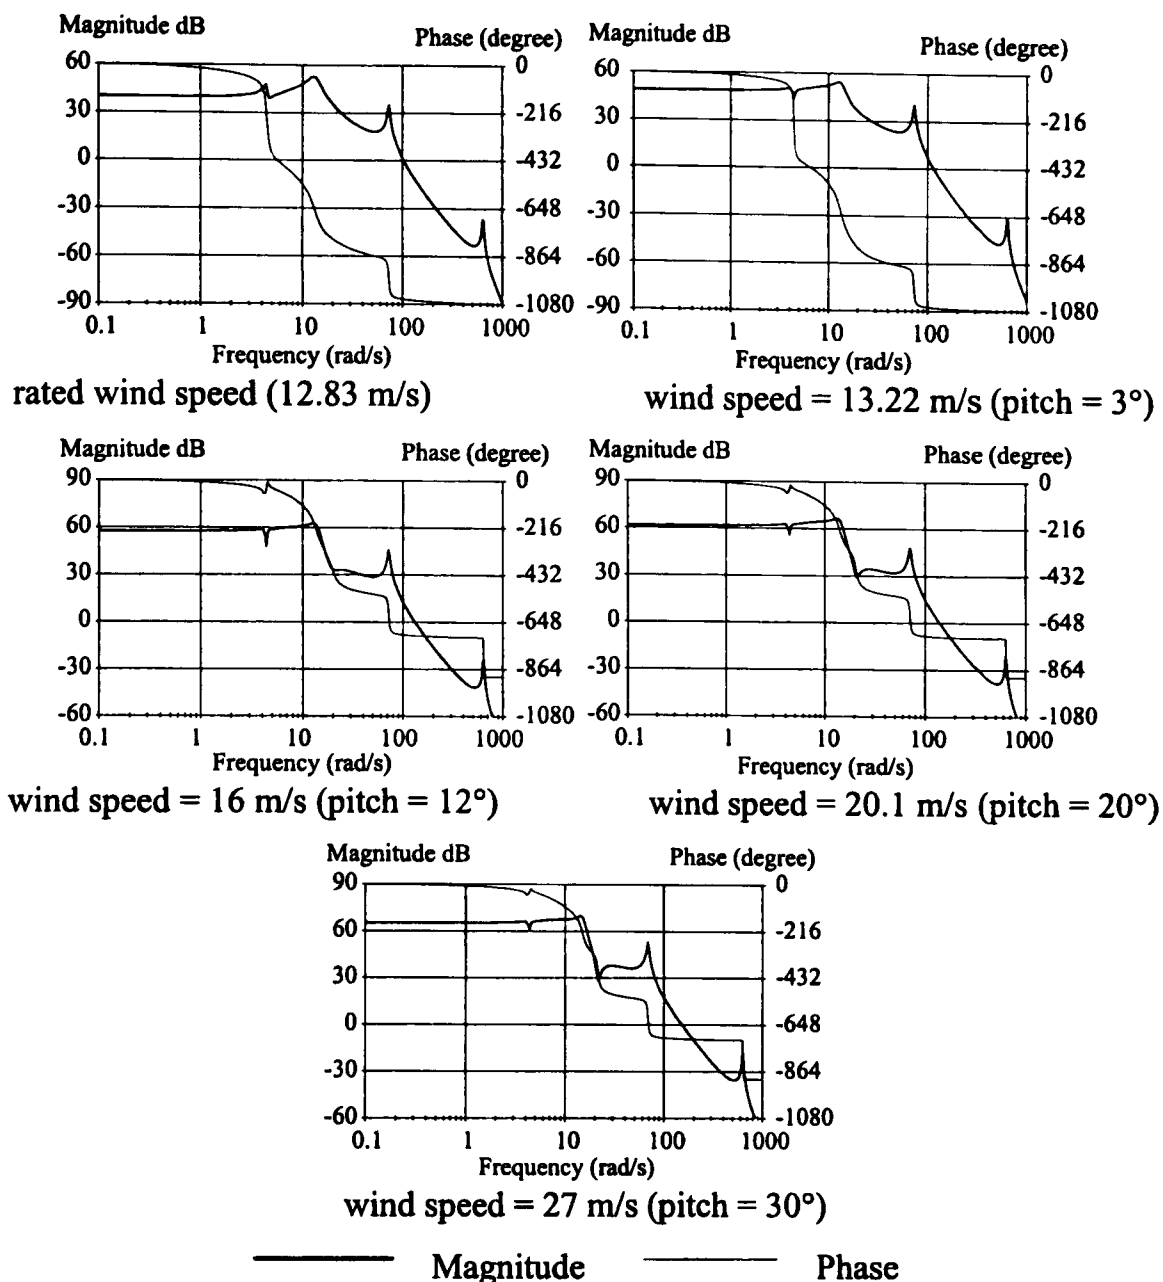 Magnitude dB Phase (degree)
60 0
30 -216
0 -432
-30 -648
-60 -864
-90 -1080
0.1 1 10 100 1000
Frequency (rad/s)
rated wind speed (12.83 m/s)
Magnitude dB Phase (degree)
60 0
30 -216
0 -432
-30 -648
-60 -864
-90 -1080
0.1 1 10 100 1000
Frequency (rad/s)
wind speed = 13.22 m/s (pitch = 3°)
Magnitude dB Phase (degree)
90 0
60 -216
30 -432
0 -648
-30 -864
-60 -1080
0.1 1 10 100 1000
Frequency (rad/s)
wind speed = 16 m/s (pitch = 12°)
Magnitude dB Phase (degree)
90 0
60 -216
30 -432
0 -648
-30 -864
-60 -1080
0.1 1 10 100 1000
Frequency (rad/s)
wind speed = 20.1 m/s (pitch = 20°)
Magnitude dB Phase (degree)
90 0
60 -216
30 -432
0 -648
-30 -864
-60 -1080
0.1 1 10 100 1000
Frequency (rad/s)
wind speed = 27 m/s (pitch = 30°)
Magnitude Phase